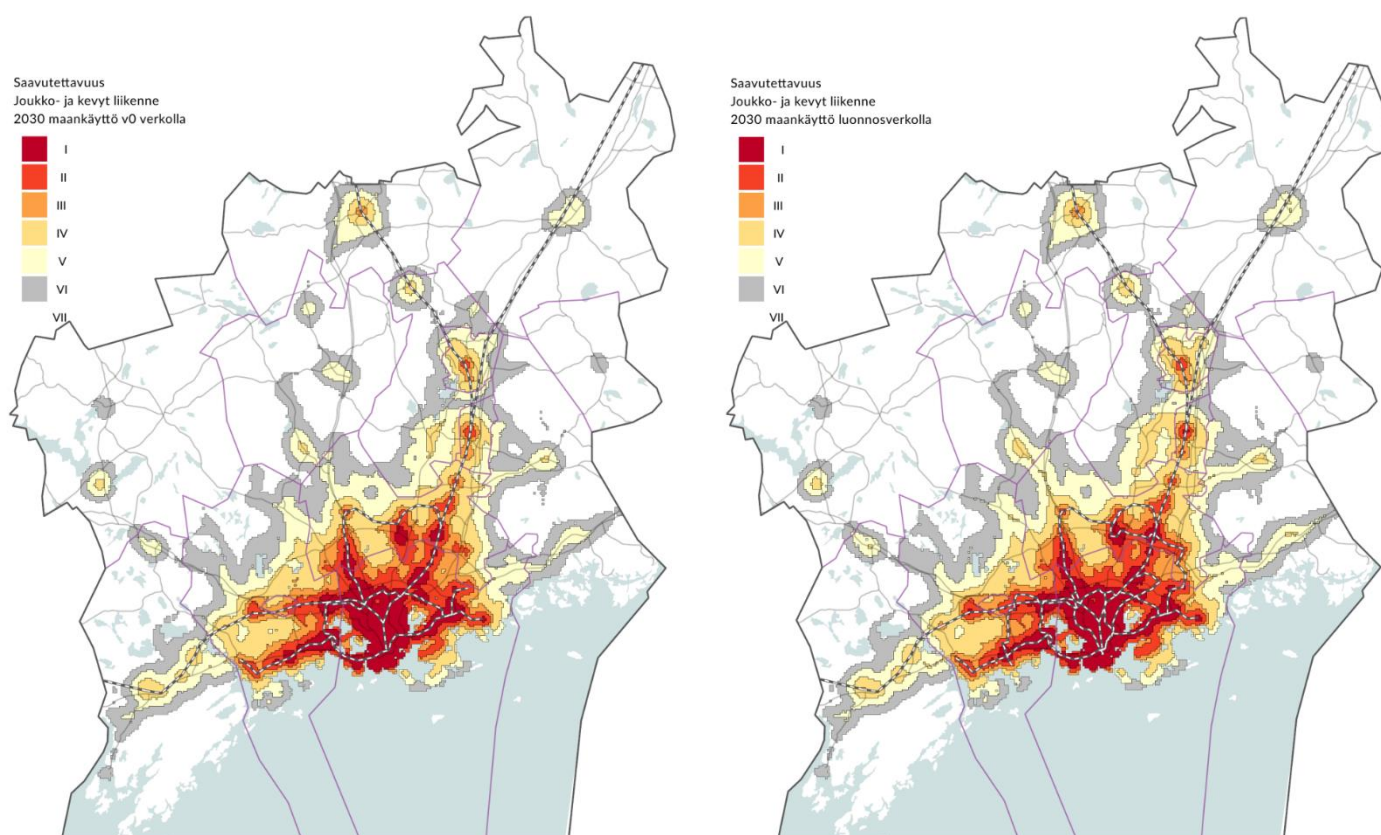 Saavutettavuus
Joukko- ja kevyt liikenne
2030 maankäyttö v0 verkolla
I
II
III
IV
V
VI
VII
Saavutettavuus
Joukko- ja kevyt liikenne
2030 maankäyttö luonnosverkolla
I
II
III
IV
V
VI
VII